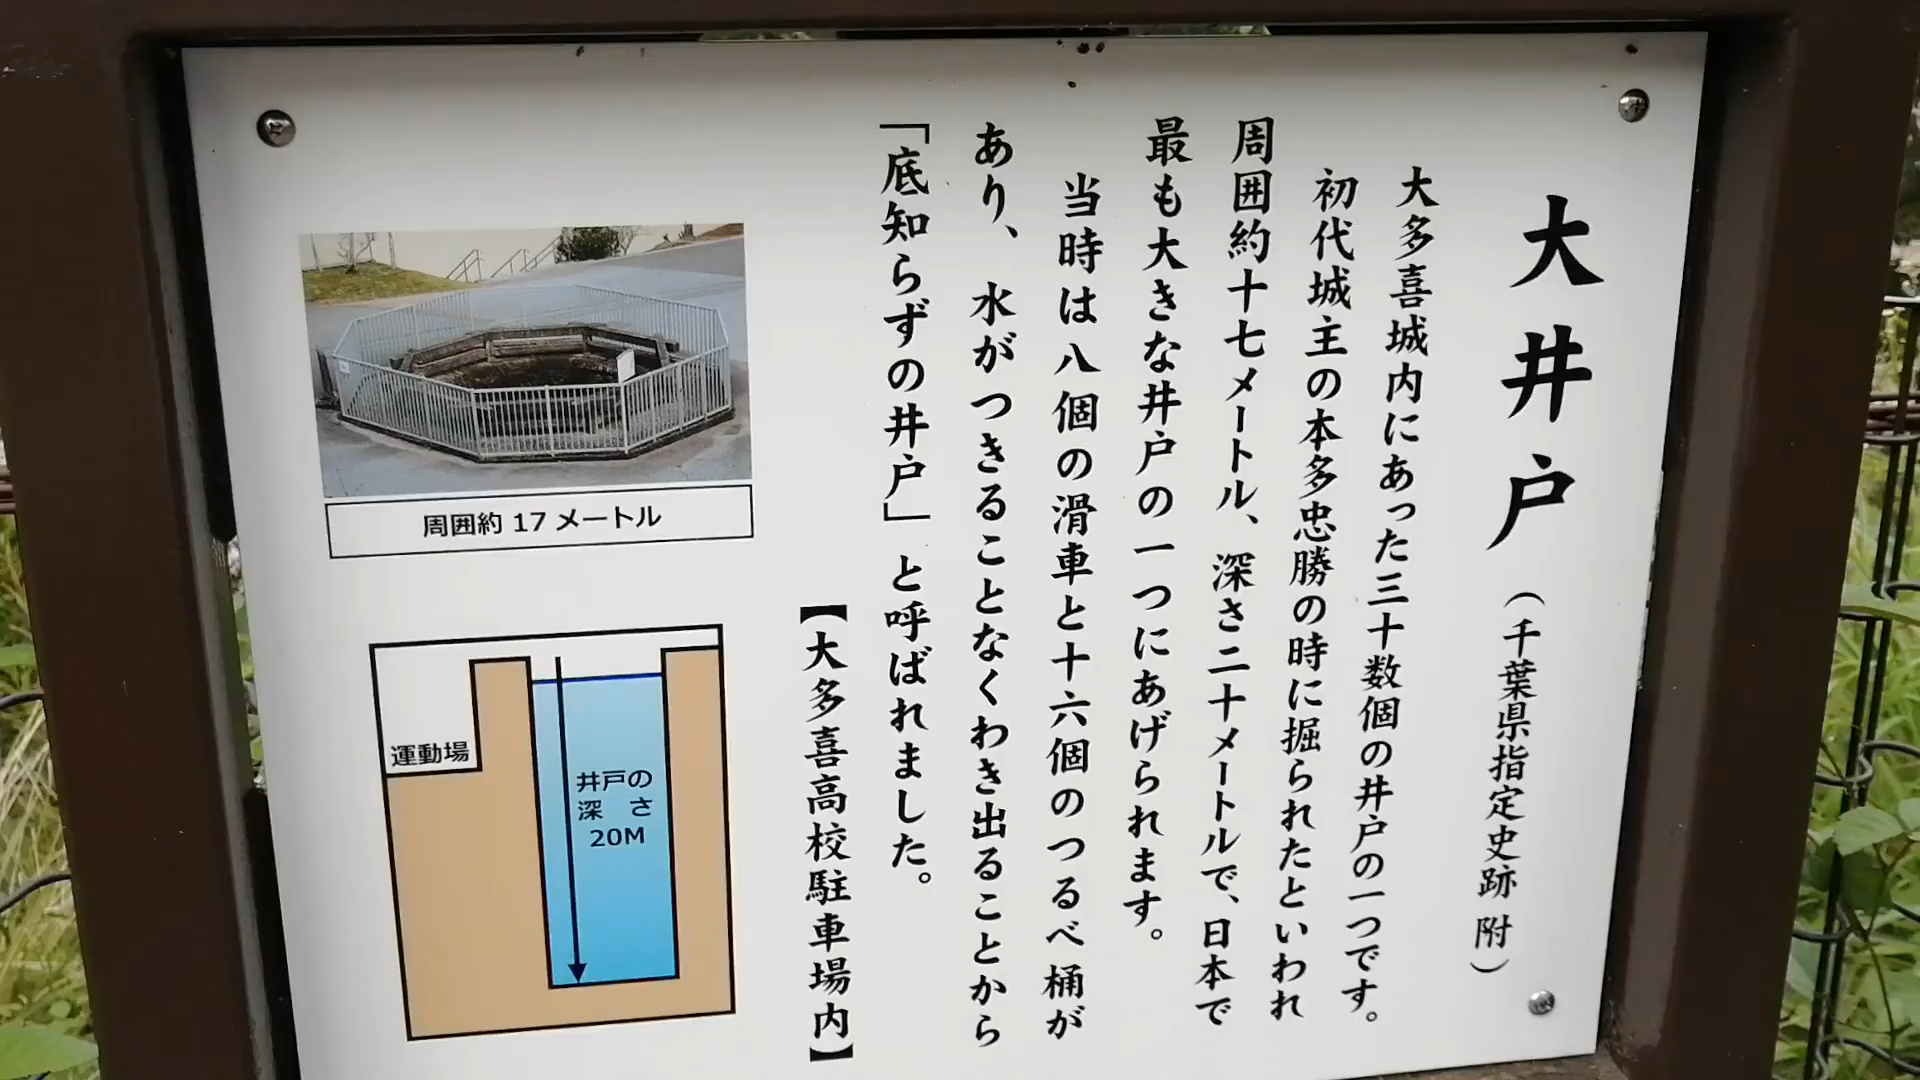 大井戸（千葉県指定史跡 附）
大多喜城内にあった三十数個の井戸の一つです。
初代城主の本多忠勝の時に掘られたといわれ
周囲約十七メートル、深さ二十メートルで、日本で
最も大きな井戸の一つにあげられます。
当時は八個の滑車と十六個のつるべ桶が
あり、水がつきることなくわき出ることから
「底知らずの井戸」と呼ばれました。
【大多喜高校駐車場内】
周囲約 17 メートル
運動場
井戸の
深　さ
20M